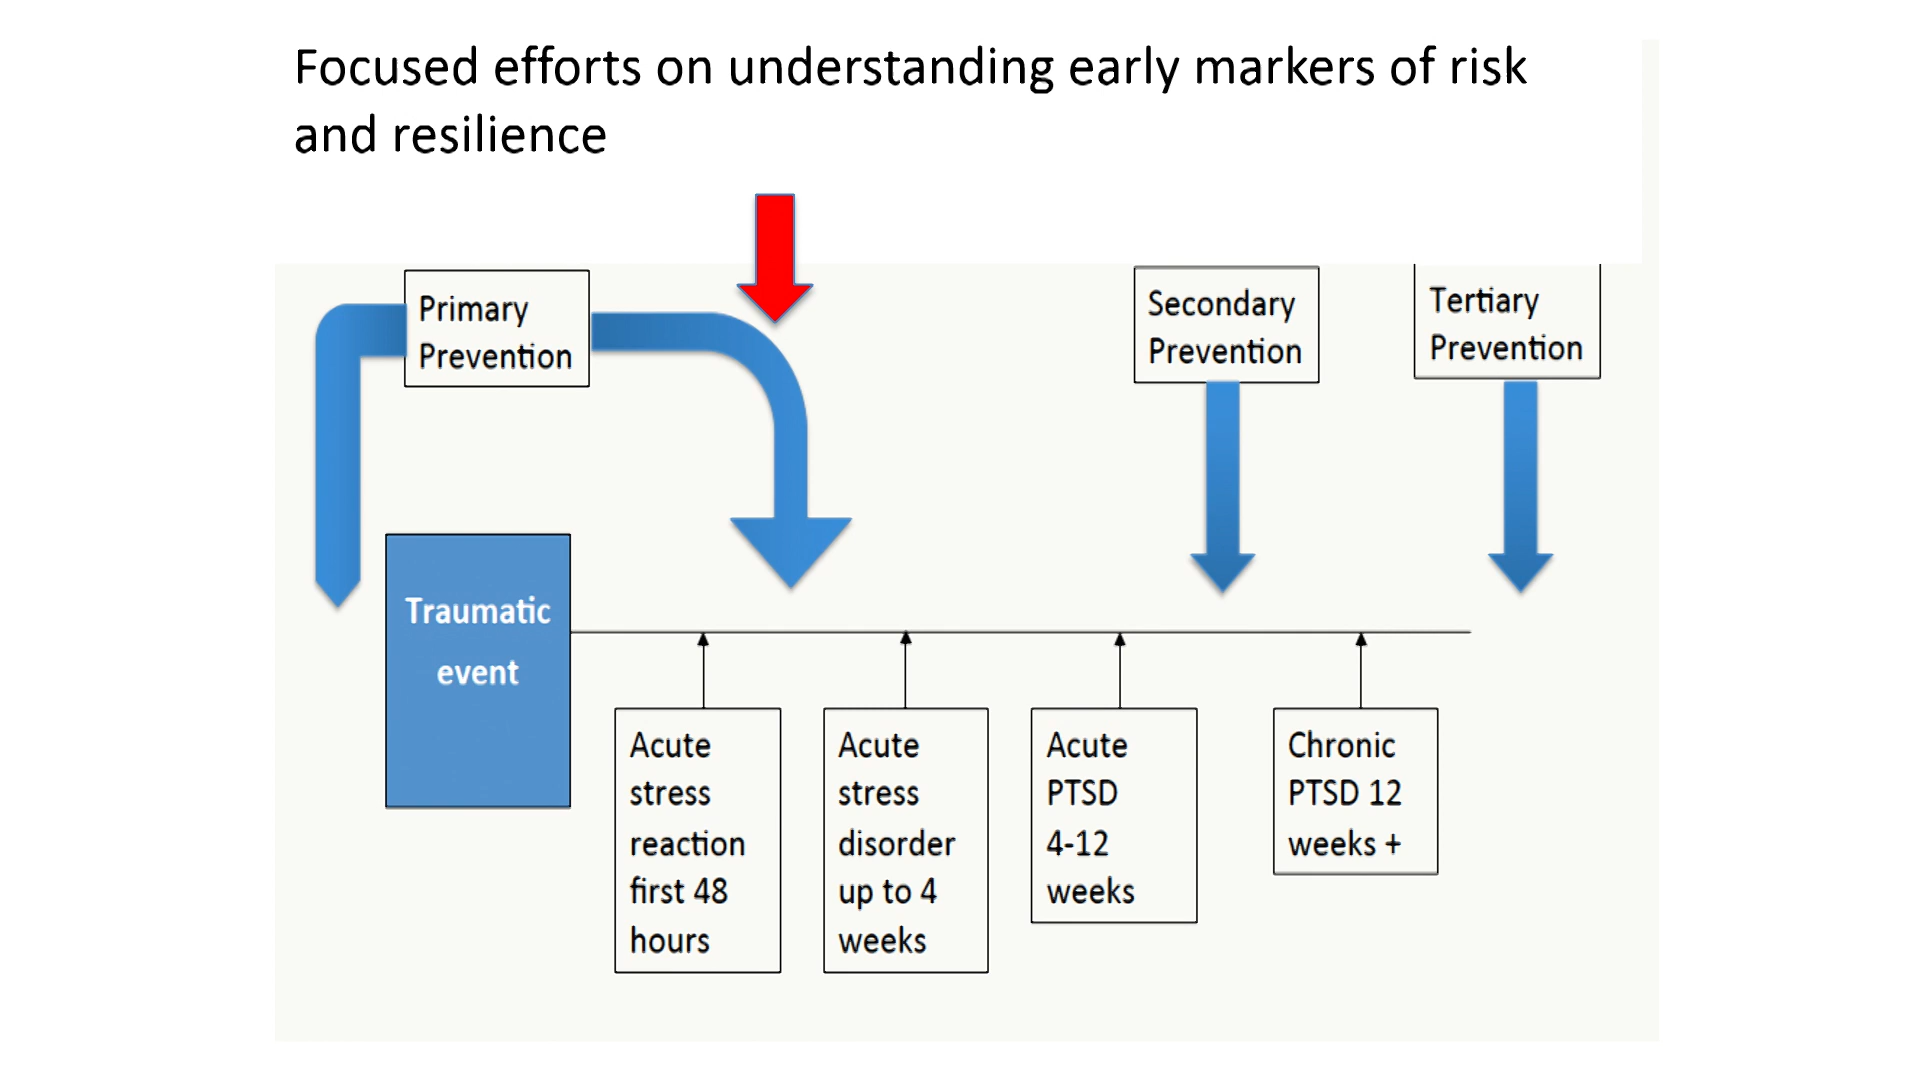 Focused efforts on understanding early markers of risk
and resilience
Primary
Prevention
Secondary
Prevention
Tertiary
Prevention
Traumatic
event
Acute
stress
reaction
first 48
hours
Acute
stress
disorder
up to 4
weeks
Acute
PTSD
4-12
weeks
Chronic
PTSD 12
weeks +